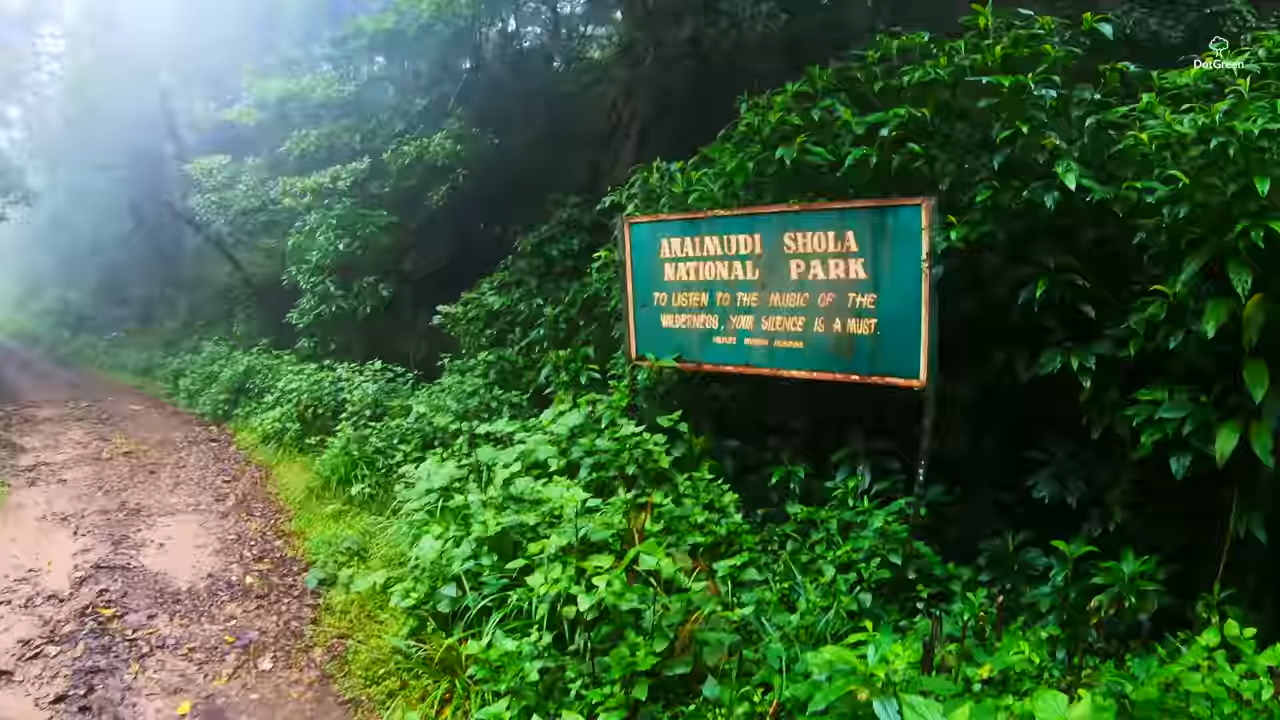 DotGreen
ANAIMUDI SHOLA
NATIONAL PARK
TO LISTEN TO THE MUSIC OF THE
WILDERNESS, YOUR SILENCE IS A MUST.